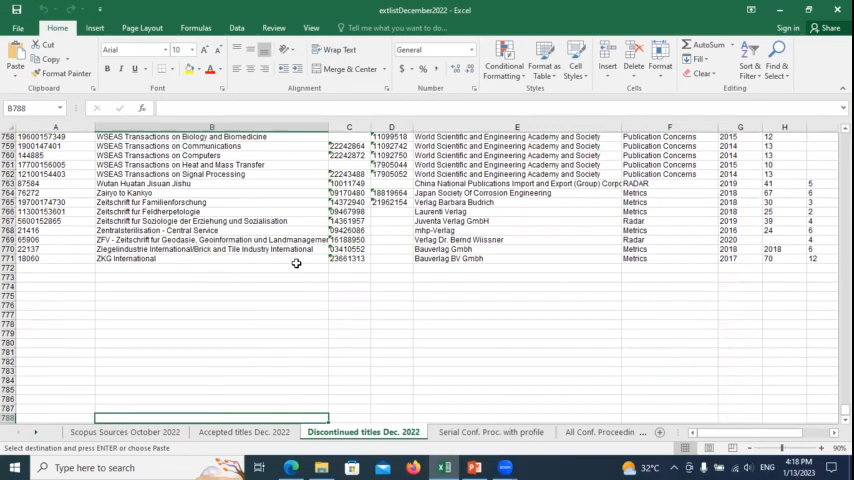 extlistDecember2022 - Excel
File Home Insert Page Layout Formulas Data Review View Tell me what you want to do... Sign in Share
Cut
Copy
Format Painter
Paste
Clipboard
Arial 10
B I U
Font
Wrap Text
Merge & Center
Alignment
General
$ % ,
Number
Conditional Formatting
Format as Table
Cell Styles
Styles
Insert Delete Format
Cells
AutoSum
Fill
Clear
Sort & Filter
Find & Select
Editing
B788
A B C D E F G H
758 19600157349 WSEAS Transactions on Biology and Biomedicine 11099518 World Scientific and Engineering Academy and Society Publication Concerns 2015 12
759 1900147401 WSEAS Transactions on Communications 22242864 11092742 World Scientific and Engineering Academy and Society Publication Concerns 2014 13
760 144885 WSEAS Transactions on Computers 22242872 11092750 World Scientific and Engineering Academy and Society Publication Concerns 2014 13
761 17700156005 WSEAS Transactions on Heat and Mass Transfer 17905044 World Scientific and Engineering Academy and Society Publication Concerns 2015 10
762 12100154403 WSEAS Transactions on Signal Processing 22243488 17905052 World Scientific and Engineering Academy and Society Publication Concerns 2014 13
763 87584 Wutan Huatan Jisuan Jishu 10011749 China National Publications Import and Export (Group) Corpo RADAR 2019 41 5
764 76272 Zairyo to Kankyo 09170480 18819664 Japan Society Of Corrosion Engineering Metrics 2018 67 6
765 19700174730 Zeitschrift fur Familienforschung 14372940 21962154 Verlag Barbara Budrich Metrics 2018 30 3
766 11300153601 Zeitschrift fur Feldherpetologie 09467998 Laurenti Verlag Metrics 2018 25 2
767 5600152865 Zeitschrift fur Soziologie der Erziehung und Sozialisation 14361957 Juventa Verlag GmbH Radar 2019 39 4
768 21416 Zentralsterilisation - Central Service 09426086 mhp-Verlag Metrics 2016 24 6
769 65906 ZFV - Zeitschrift fur Geodasie, Geoinformation und Landmanagemen 16188950 Verlag Dr. Bernd Wiissner Radar 2020 4
770 22137 Ziegelindustrie International/Brick and Tile Industry International 03410552 Bauverlag Gmbh Metrics 2018 2018 6
771 18060 ZKG International 23661313 Bauverlag BV Gmbh Metrics 2017 70 12
772
773
774
775
776
777
778
779
780
781
782
783
784
785
786
787
788
Scopus Sources October 2022 Accepted titles Dec. 2022 Discontinued titles Dec. 2022 Serial Conf. Proc. with profile All Conf. Proceedin ...
Select destination and press ENTER or choose Paste 90%
Type here to search 32°C ENG 4:18 PM
1/13/2023